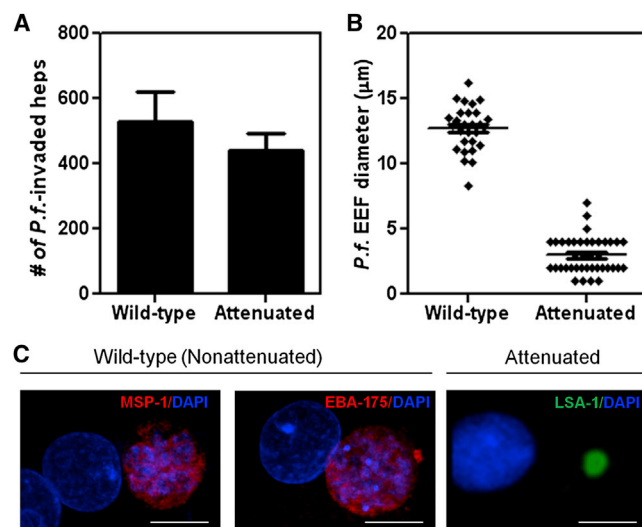 A
# of P.f.-invaded heps
800
600
400
200
0
Wild-type Attenuated
B
P.f. EEF diameter (μm)
20
15
10
5
0
Wild-type Attenuated
C
Wild-type (Nonattenuated)
Attenuated
MSP-1/DAPI
EBA-175/DAPI
LSA-1/DAPI